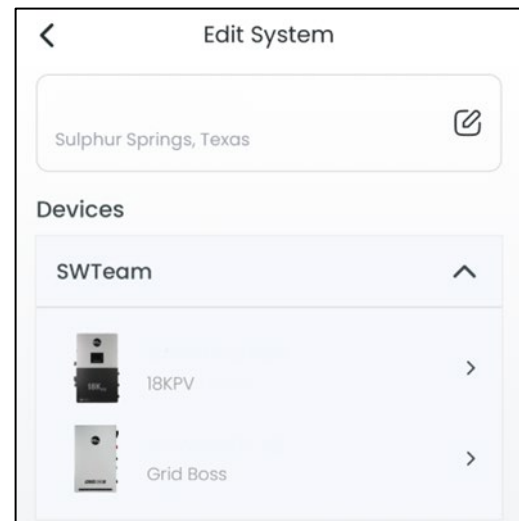 Edit System
Sulphur Springs, Texas
Devices
SWTeam
18KPV
Grid Boss